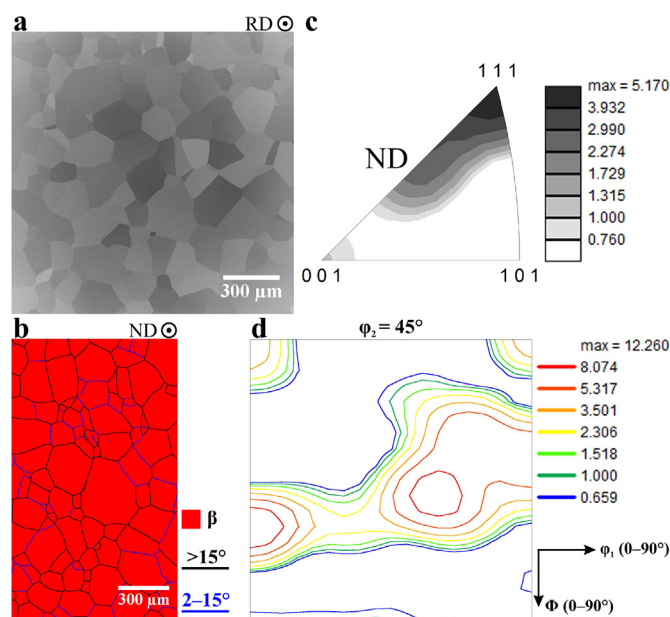 a
RD
300 μm
c
1 1 1
ND
0 0 1
1 0 1
max = 5.170
3.932
2.990
2.274
1.729
1.315
1.000
0.760
b
ND
300 μm
β
>15°
2–15°
d
φ₂ = 45°
max = 12.260
8.074
5.317
3.501
2.306
1.518
1.000
0.659
φ₁ (0–90°)
Φ (0–90°)